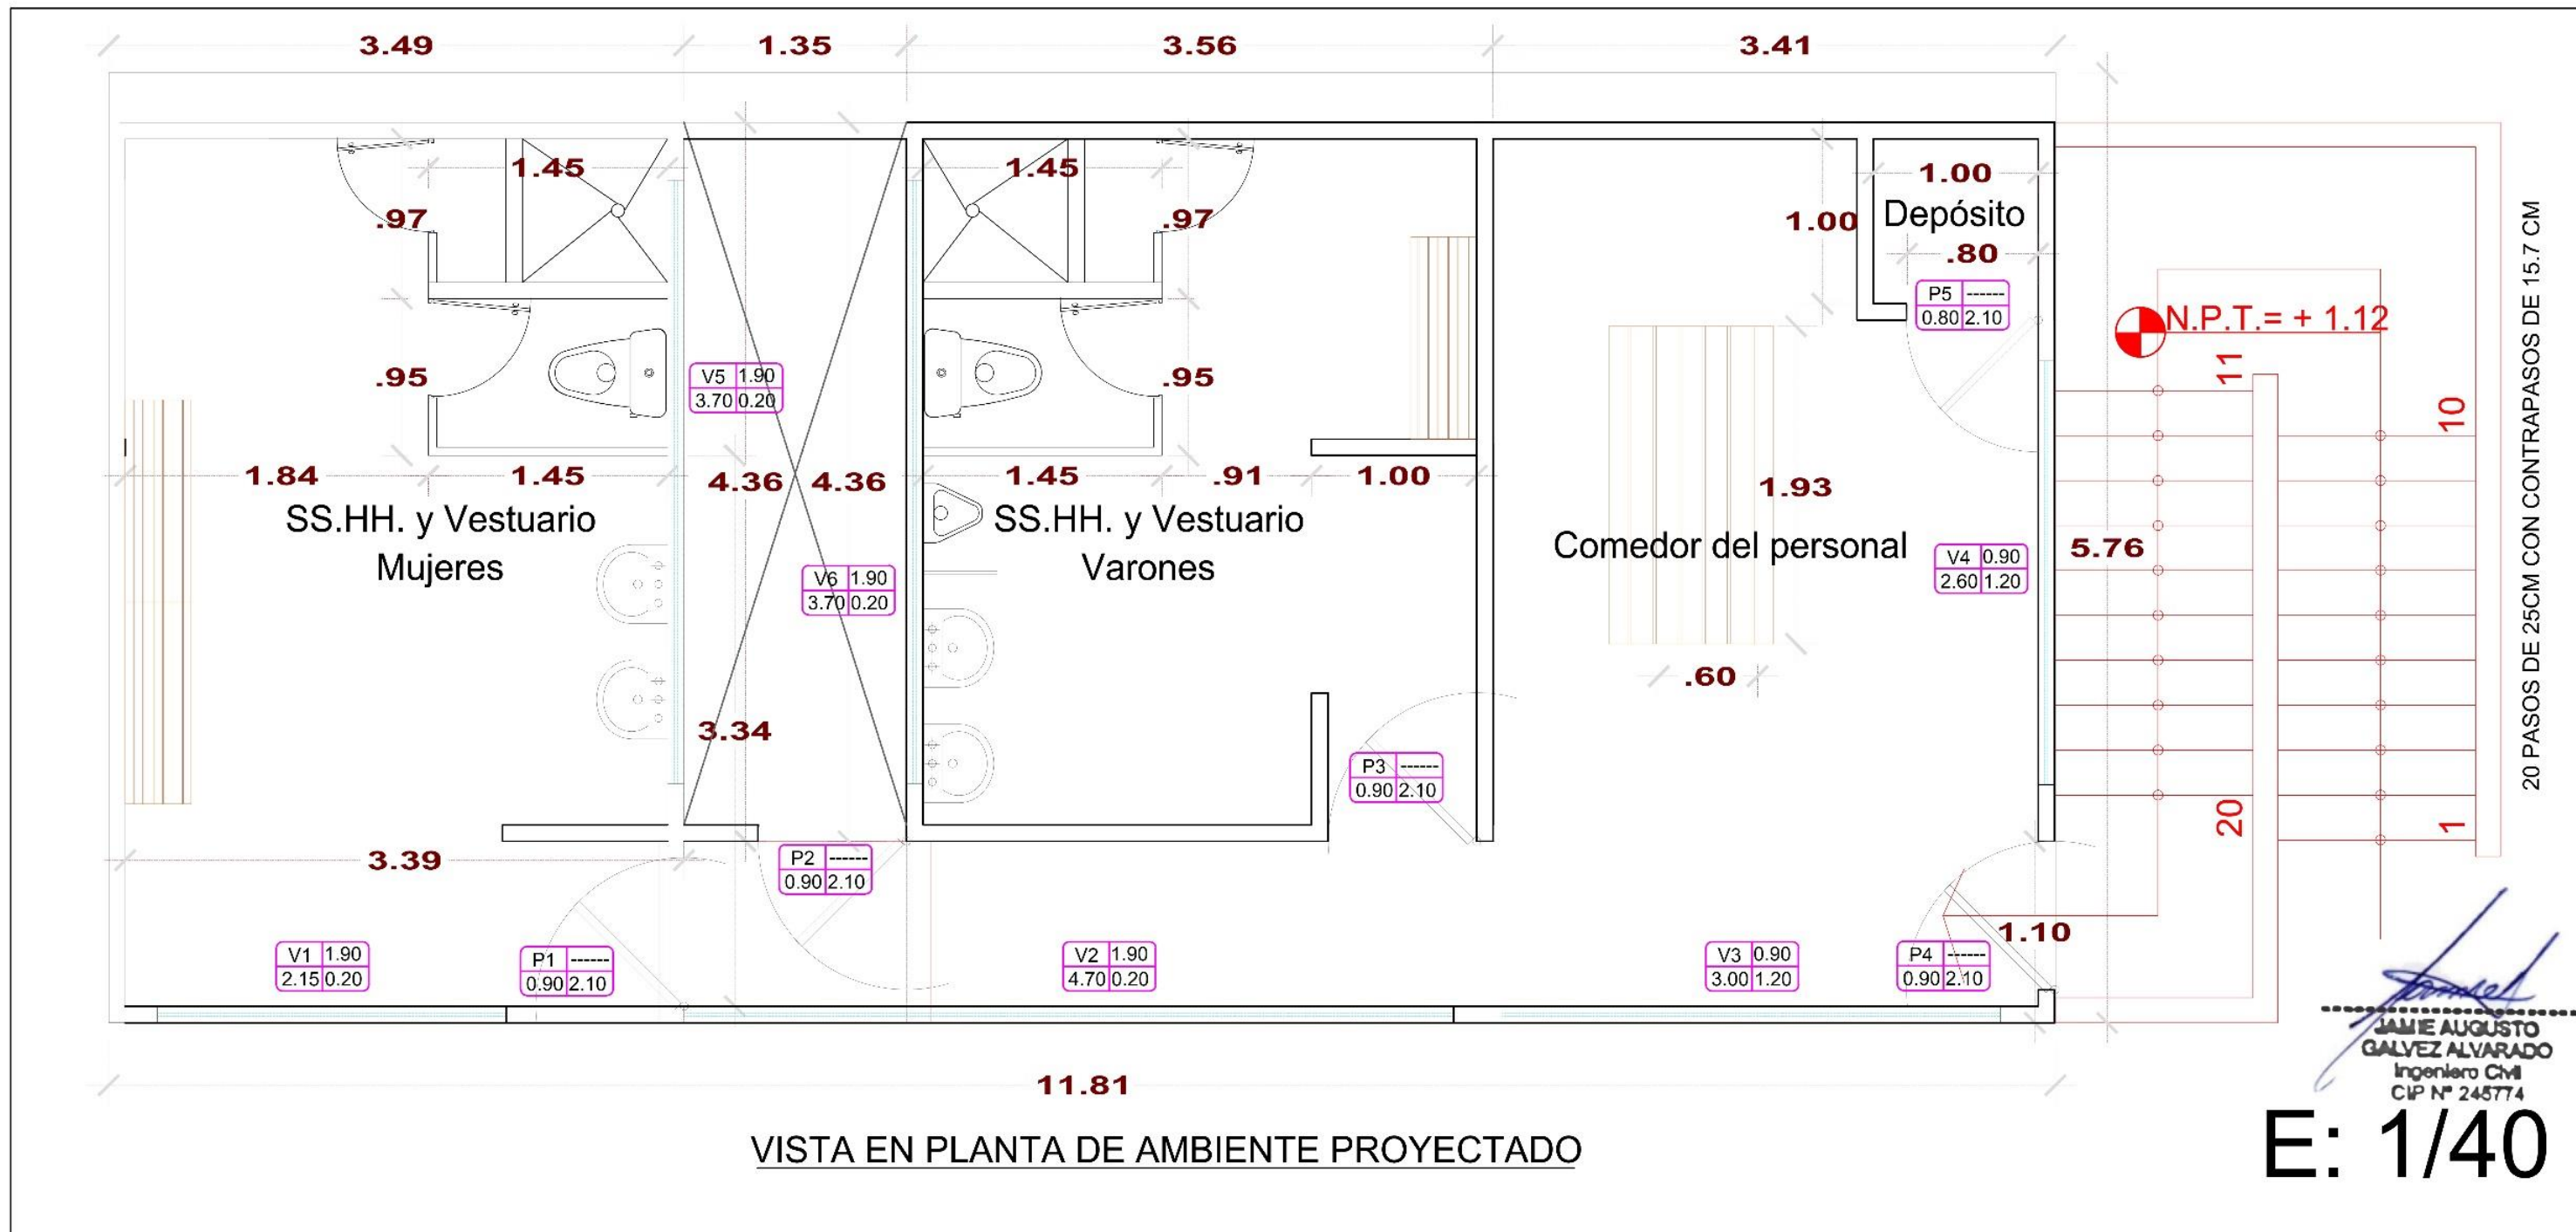 3.49
1.35
3.56
3.41
1.45
1.45
1.00
.97
.97
1.00
Depósito
.80
P5 ------
0.80 2.10
N.P.T.= + 1.12
11
10
20 PASOS DE 25CM CON CONTRAPASOS DE 15.7 CM
.95
V5 1.90
3.70 0.20
.95
1.84
1.45
4.36
4.36
1.45
.91
1.00
1.93
SS.HH. y Vestuario
Mujeres
SS.HH. y Vestuario
Varones
Comedor del personal
V4 0.90
2.60 1.20
5.76
V6 1.90
3.70 0.20
.60
3.34
P3 ------
0.90 2.10
20
1
3.39
P2 ------
0.90 2.10
V1 1.90
2.15 0.20
P1 ------
0.90 2.10
V2 1.90
4.70 0.20
V3 0.90
3.00 1.20
P4 ------
0.90 2.10
1.10
JAMIE AUGUSTO
GALVEZ ALVARADO
Ingeniero Civil
CIP Nº 245774
11.81
VISTA EN PLANTA DE AMBIENTE PROYECTADO
E: 1/40